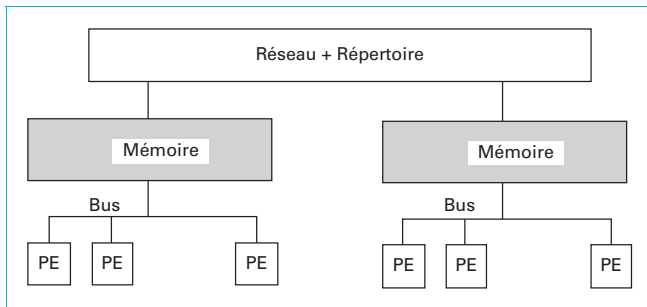 Réseau + Répertoire
Mémoire Mémoire
Bus Bus
PE PE PE PE PE PE